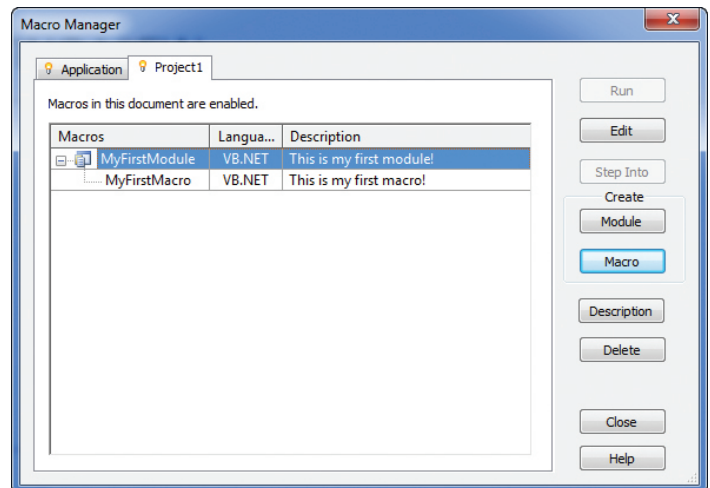 Macro Manager
Application Project1
Macros in this document are enabled.
Macros Langua... Description
MyFirstModule VB.NET This is my first module!
MyFirstMacro VB.NET This is my first macro!
Run
Edit
Step Into
Create
Module
Macro
Description
Delete
Close
Help